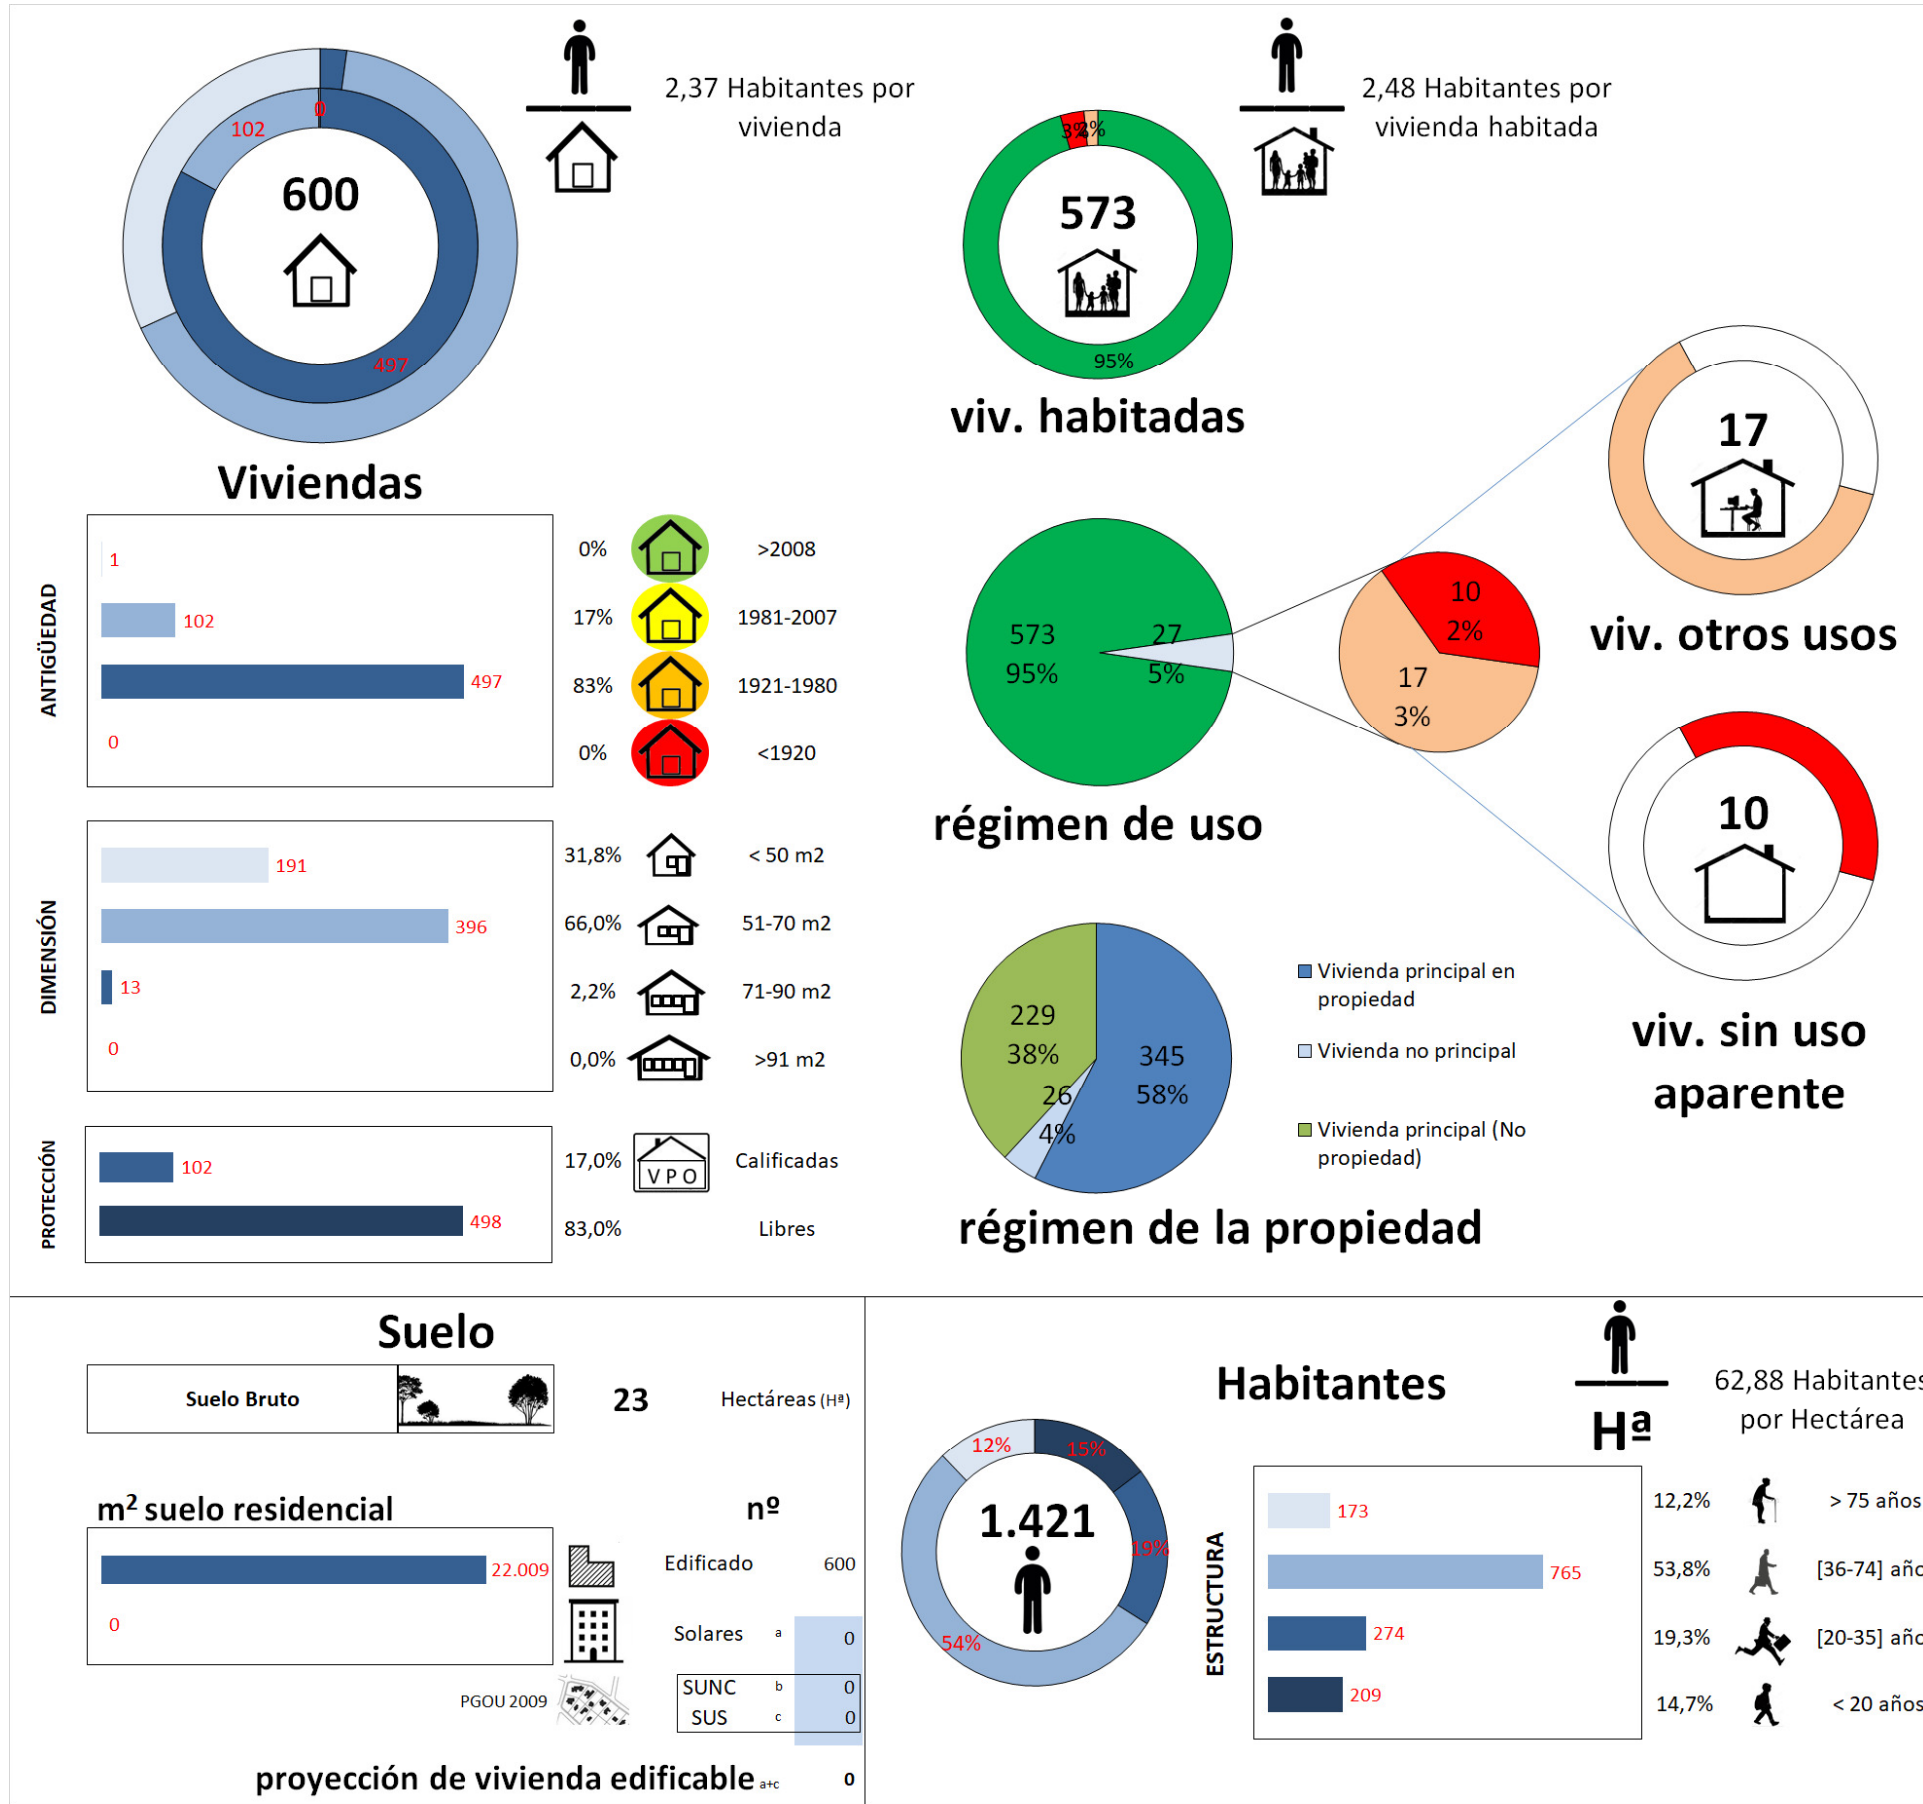 600
102
0
497
Viviendas
2,37 Habitantes por
vivienda
573
3%
2%
95%
viv. habitadas
2,48 Habitantes por
vivienda habitada
ANTIGÜEDAD
1
0%
>2008
102
17%
1981-2007
497
83%
1921-1980
0
0%
<1920
DIMENSIÓN
191
31,8%
< 50 m2
396
66,0%
51-70 m2
13
2,2%
71-90 m2
0
0,0%
>91 m2
PROTECCIÓN
102
17,0%
V P O
Calificadas
498
83,0%
Libres
573
95%
27
5%
régimen de uso
10
2%
17
3%
17
viv. otros usos
10
viv. sin uso
aparente
229
38%
26
4%
345
58%
Vivienda principal en
propiedad
Vivienda no principal
Vivienda principal (No
propiedad)
régimen de la propiedad
Suelo
Suelo Bruto
23
Hectáreas (Hª)
m² suelo residencial
nº
22.009
Edificado
600
0
Solares a
0
PGOU 2009
SUNC b
0
SUS c
0
proyección de vivienda edificable a+c
0
Habitantes
Hª
62,88 Habitantes
por Hectárea
12%
15%
19%
54%
1.421
ESTRUCTURA
173
12,2%
> 75 años
765
53,8%
[36-74] año
274
19,3%
[20-35] año
209
14,7%
< 20 años